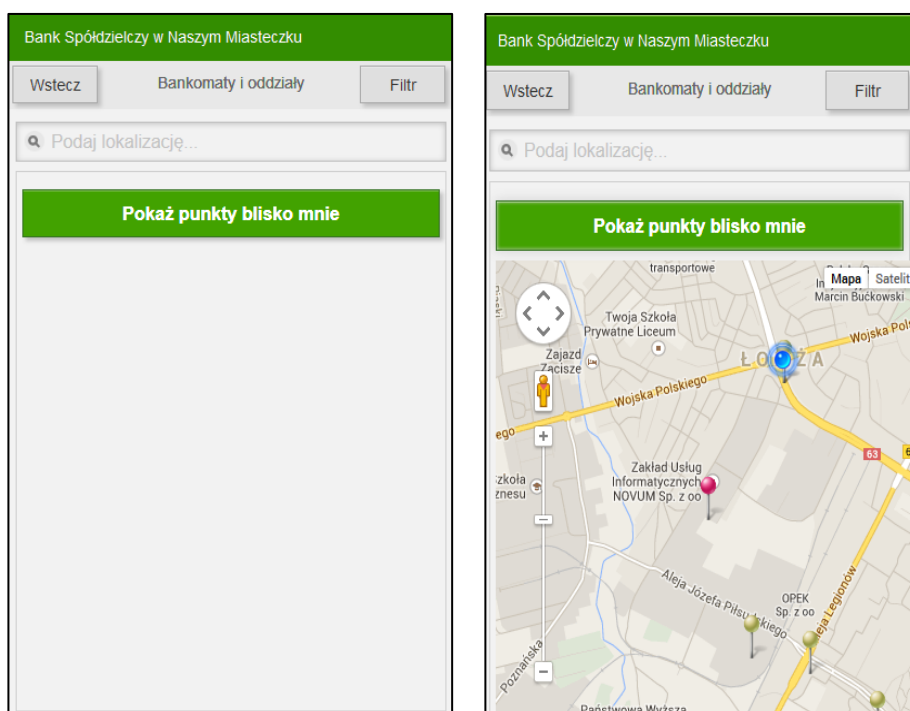 Bank Spółdzielczy w Naszym Miasteczku
Wstecz
Bankomaty i oddziały
Filtr
Podaj lokalizację...
Pokaż punkty blisko mnie
Bank Spółdzielczy w Naszym Miasteczku
Wstecz
Bankomaty i oddziały
Filtr
Podaj lokalizację...
Pokaż punkty blisko mnie
transportowe
Mapa
Satelit
Marcin Bućkowski
Twoja Szkoła
Prywatne Liceum
Wojska Pols
Zajazd
Zacisze
Wojska Polskiego
ego
63
Zakład Usług
Informatycznych
NOVUM Sp. z oo
zkoła
znesu
Aleja Józefa Piłsudskiego
OPEK
Sp. z oo
Aleja Legionów
Poznańska
Państwowa Wyższa